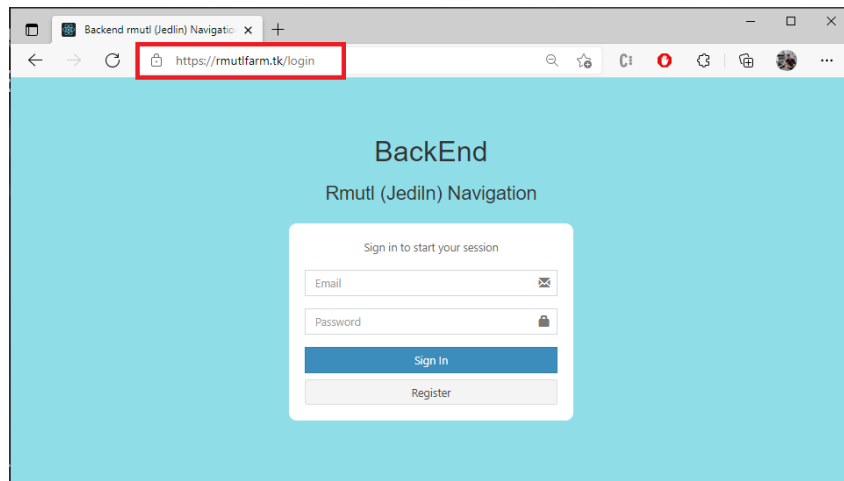 Backend rmutl (Jedlin) Navigatio
https://rmutlfarm.tk/login
BackEnd
Rmutl (Jedlin) Navigation
Sign in to start your session
Email
Password
Sign In
Register